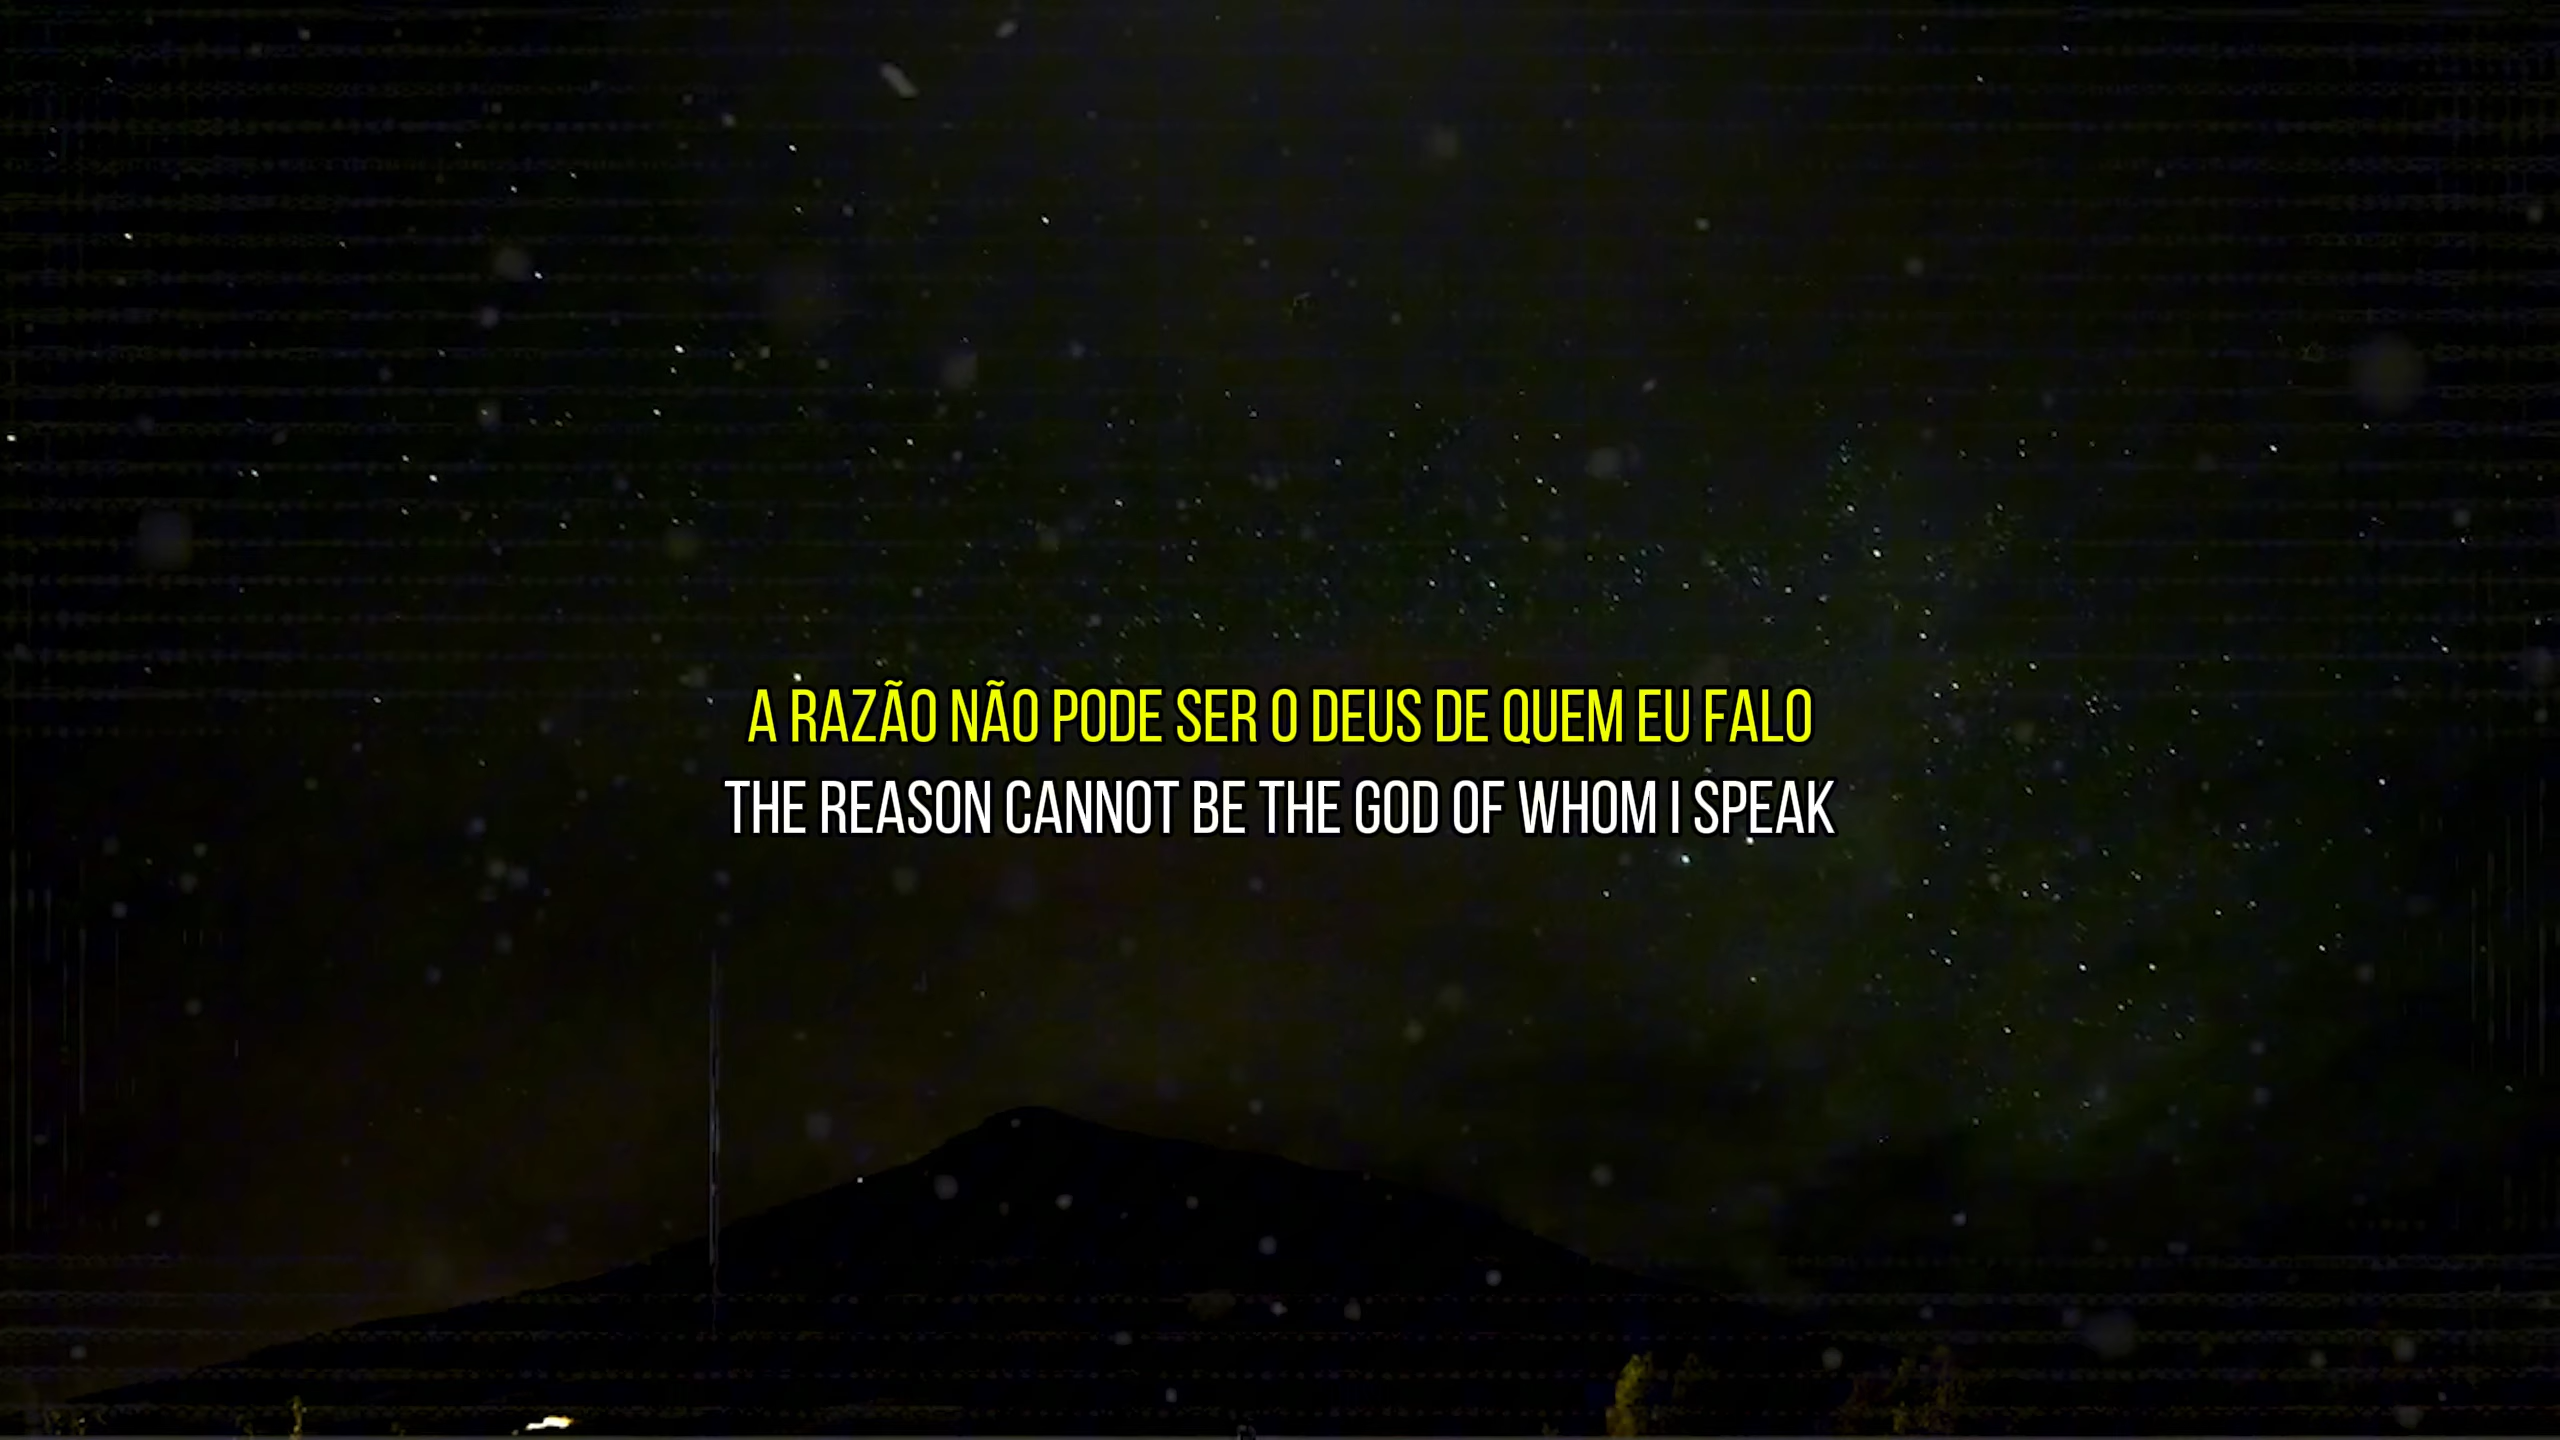 A RAZÃO NÃO PODE SER O DEUS DE QUEM EU FALO
THE REASON CANNOT BE THE GOD OF WHOM I SPEAK